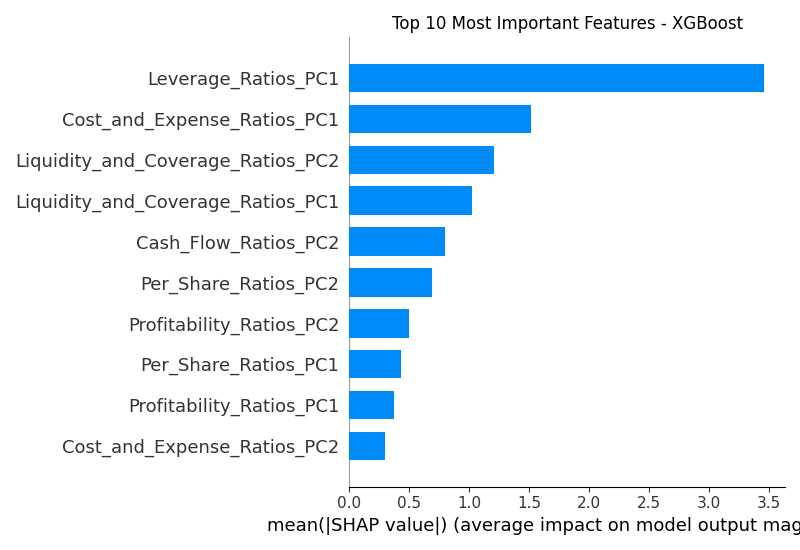 Top 10 Most Important Features - XGBoost
Leverage_Ratios_PC1
Cost_and_Expense_Ratios_PC1
Liquidity_and_Coverage_Ratios_PC2
Liquidity_and_Coverage_Ratios_PC1
Cash_Flow_Ratios_PC2
Per_Share_Ratios_PC2
Profitability_Ratios_PC2
Per_Share_Ratios_PC1
Profitability_Ratios_PC1
Cost_and_Expense_Ratios_PC2
0.0 0.5 1.0 1.5 2.0 2.5 3.0 3.5
mean(|SHAP value|) (average impact on model output mag